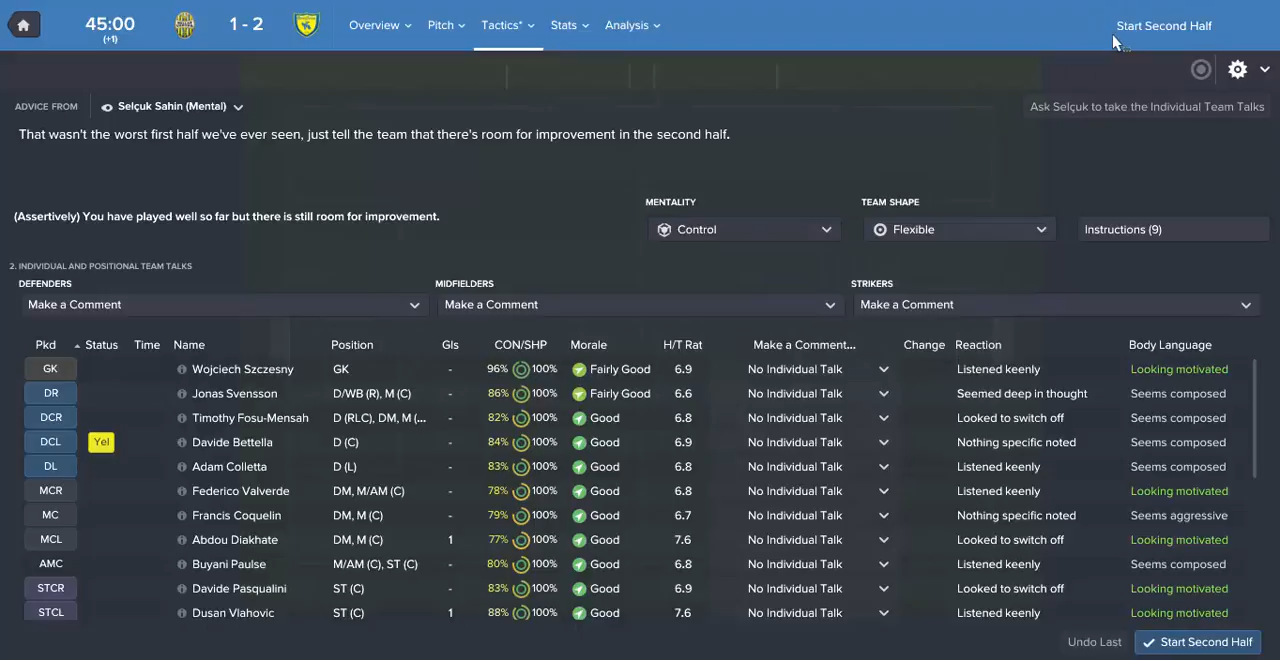 45:00 1 - 2 Overview Pitch Tactics* Stats Analysis Start Second Half
(+1)
ADVICE FROM Selçuk Sahin (Mental) Ask Selçuk to take the Individual Team Talks
That wasn't the worst first half we've ever seen, just tell the team that there's room for improvement in the second half.
MENTALITY TEAM SHAPE
(Assertively) You have played well so far but there is still room for improvement.
Control Flexible Instructions (9)
2. INDIVIDUAL AND POSITIONAL TEAM TALKS
DEFENDERS MIDFIELDERS STRIKERS
Make a Comment Make a Comment Make a Comment
Pkd Status Time Name Position Gls CON/SHP Morale H/T Rat Make a Comment... Change Reaction Body Language
GK Wojciech Szczesny GK - 96% 100% Fairly Good 6.9 No Individual Talk Listened keenly Looking motivated
DR Jonas Svensson D/WB (R), M (C) - 86% 100% Fairly Good 6.6 No Individual Talk Seemed deep in thought Seems composed
DCR Timothy Fosu-Mensah D (RLC), DM, M (... - 82% 100% Good 6.8 No Individual Talk Looked to switch off Seems composed
DCL Yel Davide Bettella D (C) - 84% 100% Good 6.9 No Individual Talk Nothing specific noted Seems composed
DL Adam Colletta D (L) - 83% 100% Good 6.8 No Individual Talk Listened keenly Seems composed
MCR Federico Valverde DM, M/AM (C) - 78% 100% Good 6.8 No Individual Talk Listened keenly Looking motivated
MC Francis Coquelin DM, M (C) - 79% 100% Good 6.7 No Individual Talk Nothing specific noted Seems aggressive
MCL Abdou Diakhate DM, M (C) 1 77% 100% Good 7.6 No Individual Talk Looked to switch off Looking motivated
AMC Buyani Paulse M/AM (C), ST (C) - 80% 100% Good 6.8 No Individual Talk Listened keenly Seems composed
STCR Davide Pasqualini ST (C) - 83% 100% Good 6.9 No Individual Talk Looked to switch off Looking motivated
STCL Dusan Vlahovic ST (C) 1 88% 100% Good 7.6 No Individual Talk Listened keenly Looking motivated
Undo Last Start Second Half